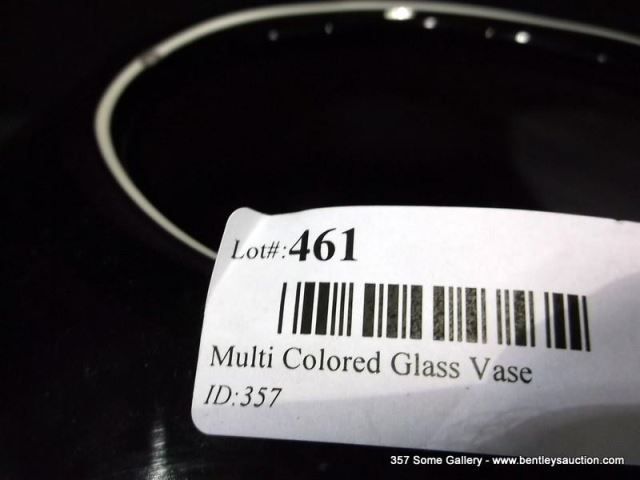 Lot#:461
Multi Colored Glass Vase
ID:357
357 Some Gallery - www.bentleysauction.com